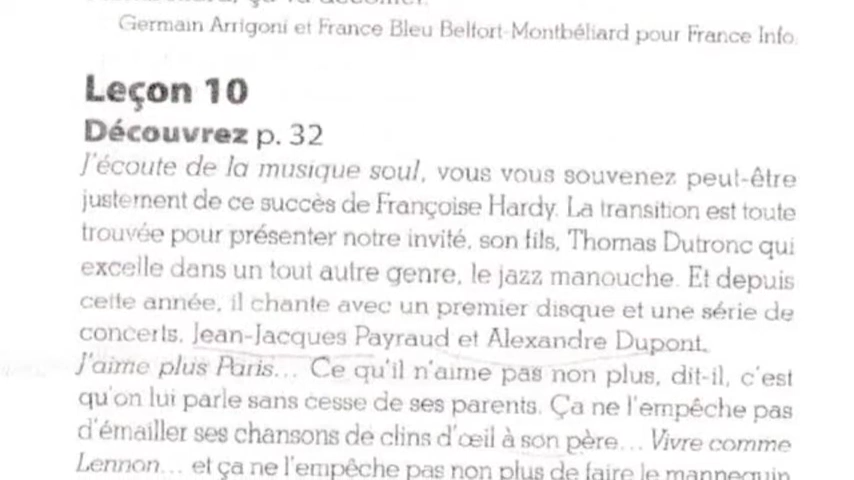 Germain Arrigoni et France Bleu Belfort-Montbéliard pour France Info.
Leçon 10
Découvrez p. 32
J'écoute de la musique soul, vous vous souvenez peut-être
justement de ce succès de Françoise Hardy. La transition est toute
trouvée pour présenter notre invité, son fils, Thomas Dutronc qui
excelle dans un tout autre genre, le jazz manouche. Et depuis
cette année, il chante avec un premier disque et une série de
concerts. Jean-Jacques Payraud et Alexandre Dupont.
J'aime plus Paris... Ce qu'il n'aime pas non plus, dit-il, c'est
qu'on lui parle sans cesse de ses parents. Ça ne l'empêche pas
d'émailler ses chansons de clins d'œil à son père... Vivre comme
Lennon... et ça ne l'empêche pas non plus de faire le mannequin